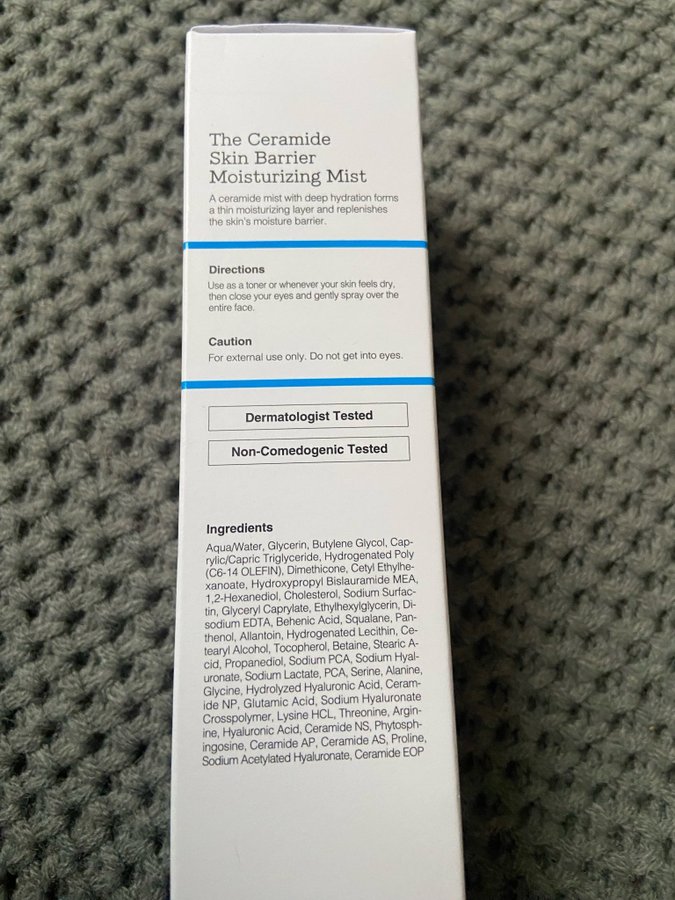 The Ceramide
Skin Barrier
Moisturizing Mist
A ceramide mist with deep hydration forms
a thin moisturizing layer and replenishes
the skin's moisture barrier.
Directions
Use as a toner or whenever your skin feels dry,
then close your eyes and gently spray over the
entire face.
Caution
For external use only. Do not get into eyes.
Dermatologist Tested
Non-Comedogenic Tested
Ingredients
Aqua/Water, Glycerin, Butylene Glycol, Cap-
rylic/Capric Triglyceride, Hydrogenated Poly
(C6-14 OLEFIN), Dimethicone, Cetyl Ethylhe-
xanoate, Hydroxypropyl Bislauramide MEA,
1,2-Hexanediol, Cholesterol, Sodium Surfac-
tin, Glyceryl Caprylate, Ethylhexylglycerin, Di-
sodium EDTA, Behenic Acid, Squalane, Pan-
thenol, Allantoin, Hydrogenated Lecithin, Ce-
tearyl Alcohol, Tocopherol, Betaine, Stearic A-
cid, Propanediol, Sodium PCA, Sodium Hyal-
uronate, Sodium Lactate, PCA, Serine, Alanine,
Glycine, Hydrolyzed Hyaluronic Acid, Ceram-
ide NP, Glutamic Acid, Sodium Hyaluronate
Crosspolymer, Lysine HCL, Threonine, Argin-
ine, Hyaluronic Acid, Ceramide NS, Phytosph-
ingosine, Ceramide AP, Ceramide AS, Proline,
Sodium Acetylated Hyaluronate, Ceramide EOP